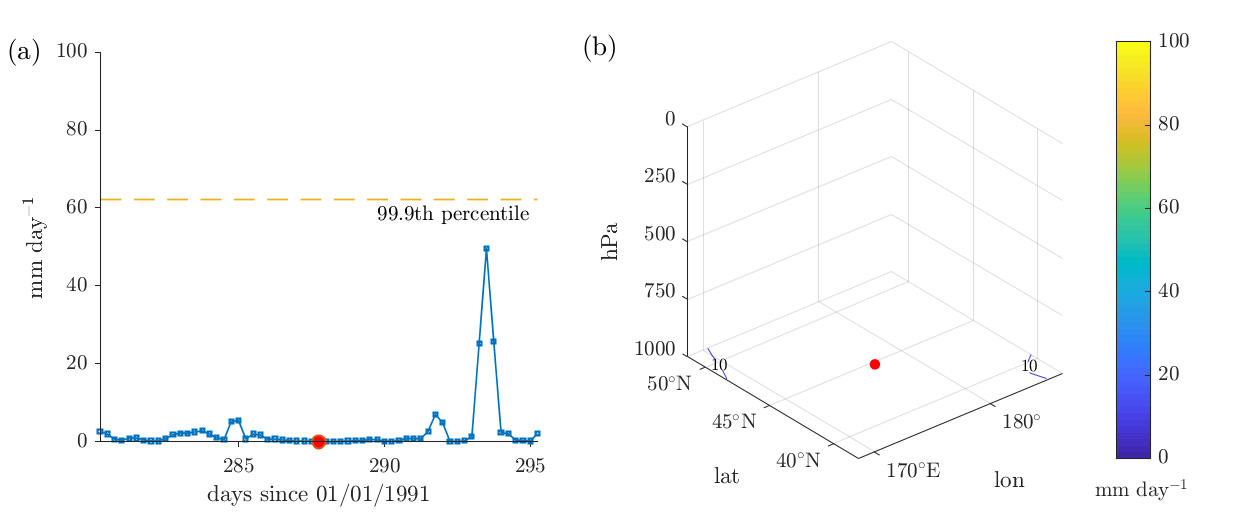 (a)
100
80
60
40
20
0
mm day⁻¹
99.9th percentile
285
290
295
days since 01/01/1991
(b)
0
250
500
750
1000
hPa
10
10
50°N
45°N
40°N
lat
170°E
180°
lon
100
80
60
40
20
0
mm day⁻¹